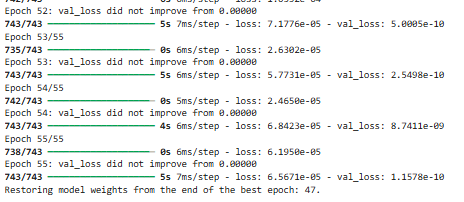 Epoch 52: val_loss did not improve from 0.00000
743/743 ━━━━━━━━━━━━━━━━━━━━ 5s 7ms/step - loss: 7.1776e-05 - val_loss: 5.0005e-10
Epoch 53/55
735/743 ━━━━━━━━━━━━━━━━━━━━ 0s 6ms/step - loss: 2.6302e-05
Epoch 53: val_loss did not improve from 0.00000
743/743 ━━━━━━━━━━━━━━━━━━━━ 5s 6ms/step - loss: 5.7731e-05 - val_loss: 2.5498e-10
Epoch 54/55
742/743 ━━━━━━━━━━━━━━━━━━━━ 0s 5ms/step - loss: 2.4650e-05
Epoch 54: val_loss did not improve from 0.00000
743/743 ━━━━━━━━━━━━━━━━━━━━ 4s 6ms/step - loss: 6.8423e-05 - val_loss: 8.7411e-09
Epoch 55/55
738/743 ━━━━━━━━━━━━━━━━━━━━ 0s 6ms/step - loss: 6.1950e-05
Epoch 55: val_loss did not improve from 0.00000
743/743 ━━━━━━━━━━━━━━━━━━━━ 5s 7ms/step - loss: 6.5671e-05 - val_loss: 1.1578e-10
Restoring model weights from the end of the best epoch: 47.